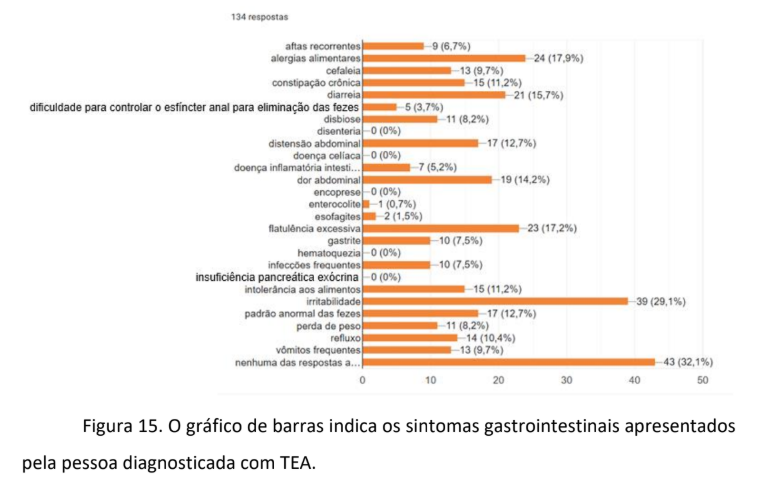 134 respostas
aftas recorrentes 9 (6,7%)
alergias alimentares 24 (17,9%)
cefaleia 13 (9,7%)
constipação crônica 15 (11,2%)
diarreia 21 (15,7%)
dificuldade para controlar o esfíncter anal para eliminação das fezes 5 (3,7%)
disbiose 11 (8,2%)
disenteria 0 (0%)
distensão abdominal 17 (12,7%)
doença celíaca 0 (0%)
doença inflamatória intesti... 7 (5,2%)
dor abdominal 19 (14,2%)
encoprese 0 (0%)
enterocolite 1 (0,7%)
esofagites 2 (1,5%)
flatulência excessiva 23 (17,2%)
gastrite 10 (7,5%)
hematoquezia 0 (0%)
infecções frequentes 10 (7,5%)
insuficiência pancreática exócrina 0 (0%)
intolerância aos alimentos 15 (11,2%)
irritabilidade 39 (29,1%)
padrão anormal das fezes 17 (12,7%)
perda de peso 11 (8,2%)
refluxo 14 (10,4%)
vômitos frequentes 13 (9,7%)
nenhuma das respostas a... 43 (32,1%)
0 10 20 30 40 50
Figura 15. O gráfico de barras indica os sintomas gastrointestinais apresentados
pela pessoa diagnosticada com TEA.